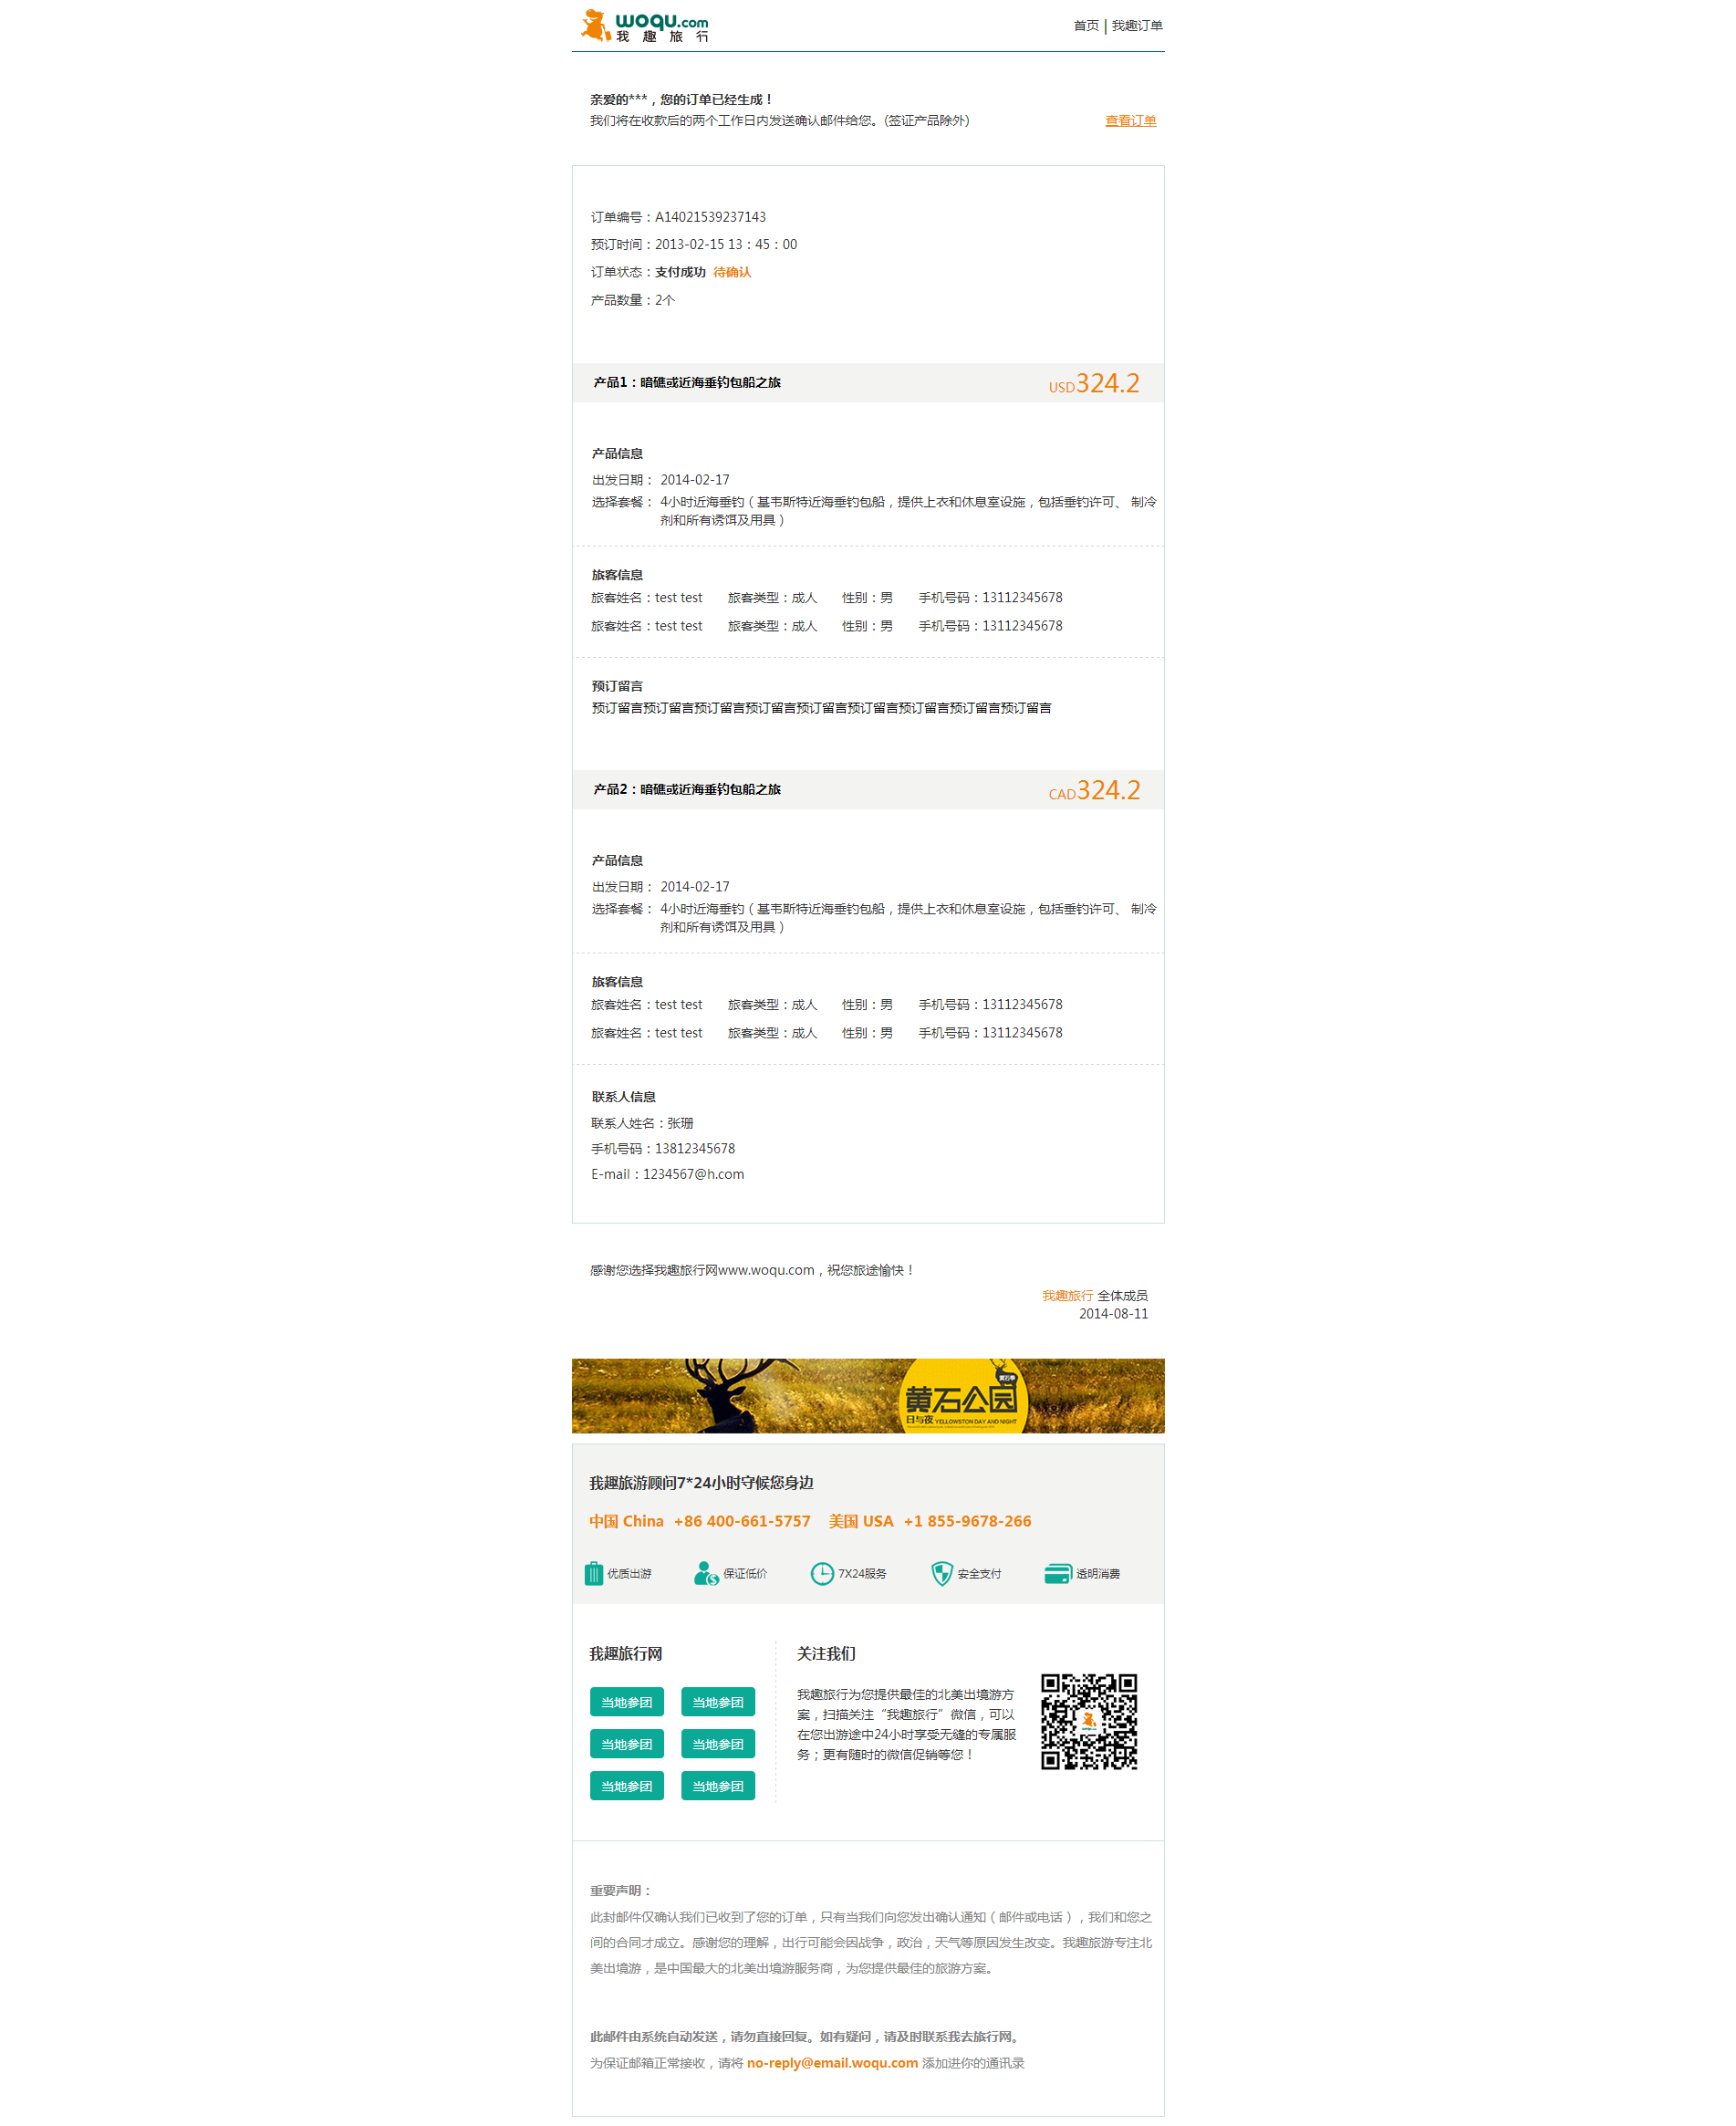 woqu.com
我趣旅行
首页 | 我趣订单
亲爱的***，您的订单已经生成！
我们将在收款后的两个工作日内发送确认邮件给您。(签证产品除外)
查看订单
订单编号：A14021539237143
预订时间：2013-02-15 13：45：00
订单状态：支付成功 待确认
产品数量：2个
产品1：暗礁或近海垂钓包船之旅
USD324.2
产品信息
出发日期： 2014-02-17
选择套餐： 4小时近海垂钓（基韦斯特近海垂钓包船，提供上衣和休息室设施，包括垂钓许可、 制冷
剂和所有诱饵及用具）
旅客信息
旅客姓名：test test 旅客类型：成人 性别：男 手机号码：13112345678
旅客姓名：test test 旅客类型：成人 性别：男 手机号码：13112345678
预订留言
预订留言预订留言预订留言预订留言预订留言预订留言预订留言预订留言预订留言
产品2：暗礁或近海垂钓包船之旅
CAD324.2
产品信息
出发日期： 2014-02-17
选择套餐： 4小时近海垂钓（基韦斯特近海垂钓包船，提供上衣和休息室设施，包括垂钓许可、 制冷
剂和所有诱饵及用具）
旅客信息
旅客姓名：test test 旅客类型：成人 性别：男 手机号码：13112345678
旅客姓名：test test 旅客类型：成人 性别：男 手机号码：13112345678
联系人信息
联系人姓名：张珊
手机号码：13812345678
E-mail：1234567@h.com
感谢您选择我趣旅行网www.woqu.com，祝您旅途愉快！
我趣旅行 全体成员
2014-08-11
黄石季
黄石公园
日与夜 YELLOWSTON DAY AND NIGHT
我趣旅游顾问7*24小时守候您身边
中国 China +86 400-661-5757 美国 USA +1 855-9678-266
优质出游 保证低价 7X24服务 安全支付 透明消费
我趣旅行网
当地参团 当地参团
当地参团 当地参团
当地参团 当地参团
关注我们
我趣旅行为您提供最佳的北美出境游方
案，扫描关注“我趣旅行”微信，可以
在您出游途中24小时享受无缝的专属服
务；更有随时的微信促销等您！
重要声明：
此封邮件仅确认我们已收到了您的订单，只有当我们向您发出确认通知（邮件或电话），我们和您之
间的合同才成立。感谢您的理解，出行可能会因战争，政治，天气等原因发生改变。我趣旅游专注北
美出境游，是中国最大的北美出境游服务商，为您提供最佳的旅游方案。
此邮件由系统自动发送，请勿直接回复。如有疑问，请及时联系我去旅行网。
为保证邮箱正常接收，请将 no-reply@email.woqu.com 添加进你的通讯录